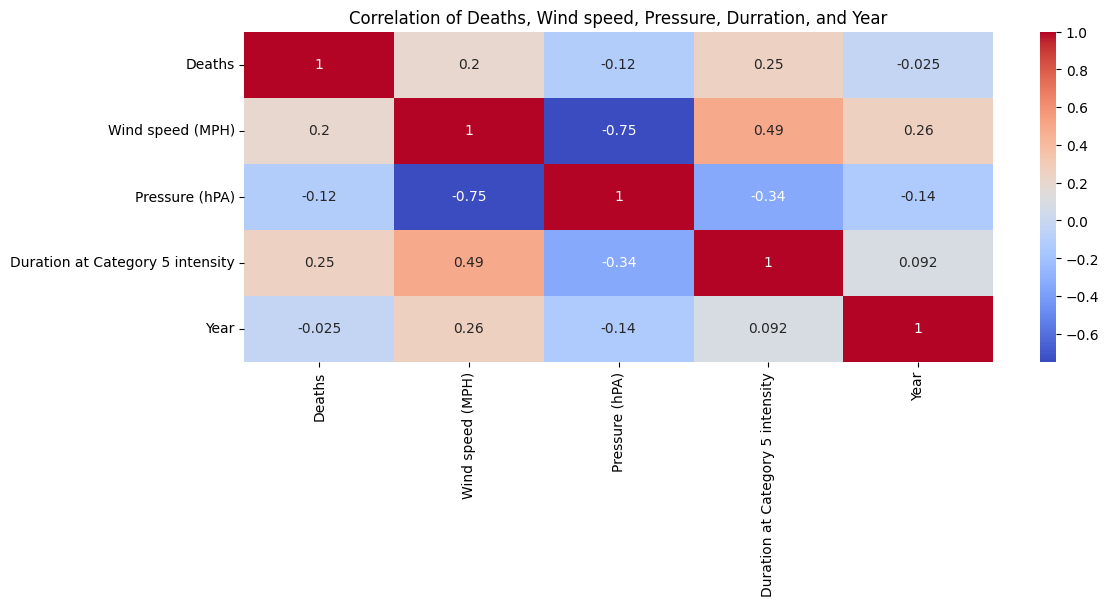 Correlation of Deaths, Wind speed, Pressure, Durration, and Year
Deaths 1 0.2 -0.12 0.25 -0.025
Wind speed (MPH) 0.2 1 -0.75 0.49 0.26
Pressure (hPA) -0.12 -0.75 1 -0.34 -0.14
Duration at Category 5 intensity 0.25 0.49 -0.34 1 0.092
Year -0.025 0.26 -0.14 0.092 1
Deaths
Wind speed (MPH)
Pressure (hPA)
Duration at Category 5 intensity
Year
1.0
0.8
0.6
0.4
0.2
0.0
−0.2
−0.4
−0.6